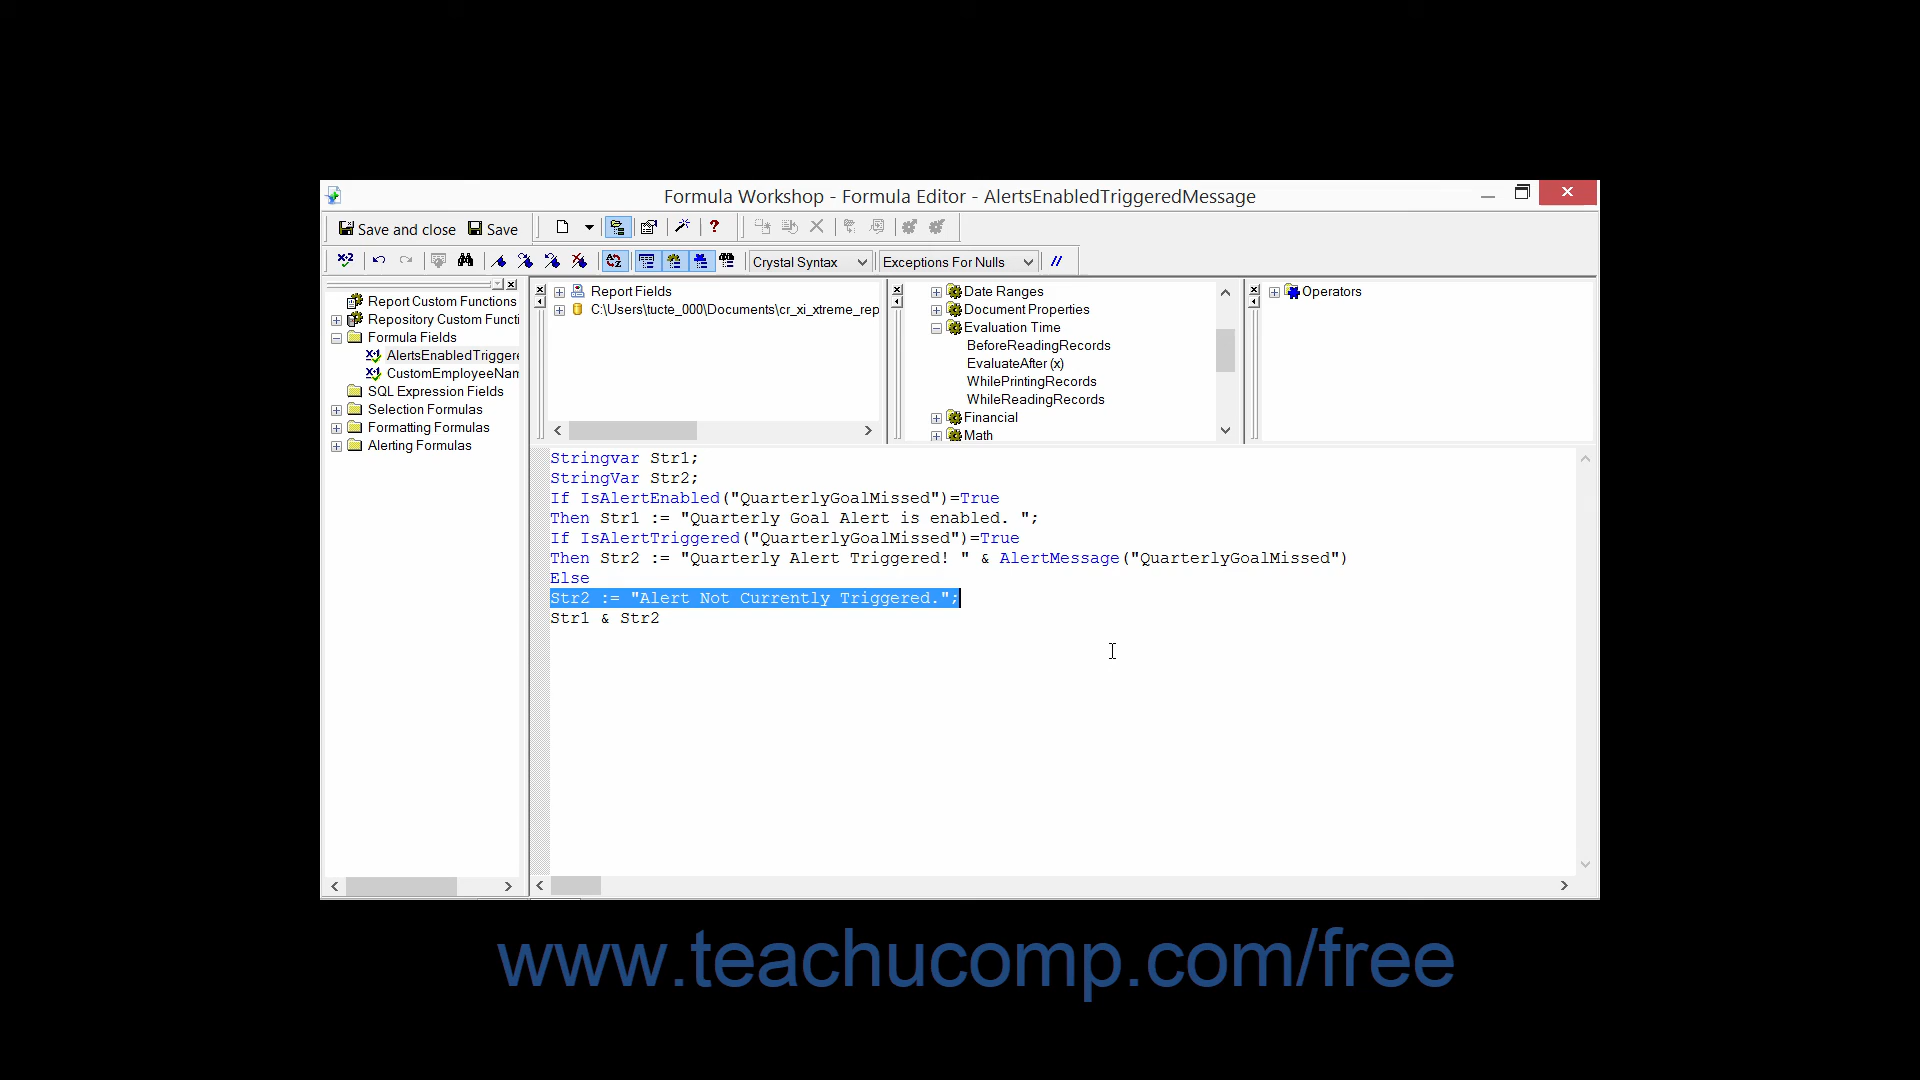 Formula Workshop - Formula Editor - AlertsEnabledTriggeredMessage
Save and close Save
Crystal Syntax Exceptions For Nulls //
Report Custom Functions
Repository Custom Functi
Formula Fields
AlertsEnabledTriggere
CustomEmployeeNam
SQL Expression Fields
Selection Formulas
Formatting Formulas
Alerting Formulas
Report Fields
C:\Users\tucte_000\Documents\cr_xi_xtreme_rep
Date Ranges
Document Properties
Evaluation Time
BeforeReadingRecords
EvaluateAfter (x)
WhilePrintingRecords
WhileReadingRecords
Financial
Math
Operators
Stringvar Str1;
StringVar Str2;
If IsAlertEnabled("QuarterlyGoalMissed")=True
Then Str1 := "Quarterly Goal Alert is enabled. ";
If IsAlertTriggered("QuarterlyGoalMissed")=True
Then Str2 := "Quarterly Alert Triggered! " & AlertMessage("QuarterlyGoalMissed")
Else
Str2 := "Alert Not Currently Triggered.";
Str1 & Str2
www.teachucomp.com/free